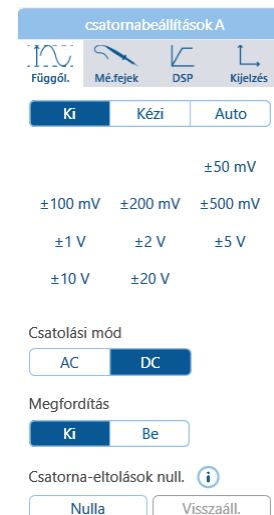 csatornabeállítások A
Függől. Mé.fejek DSP Kijelzés
Ki Kézi Auto
±50 mV
±100 mV ±200 mV ±500 mV
±1 V ±2 V ±5 V
±10 V ±20 V
Csatolási mód
AC DC
Megfordítás
Ki Be
Csatorna-eltolások null. i
Nulla Visszaáll.